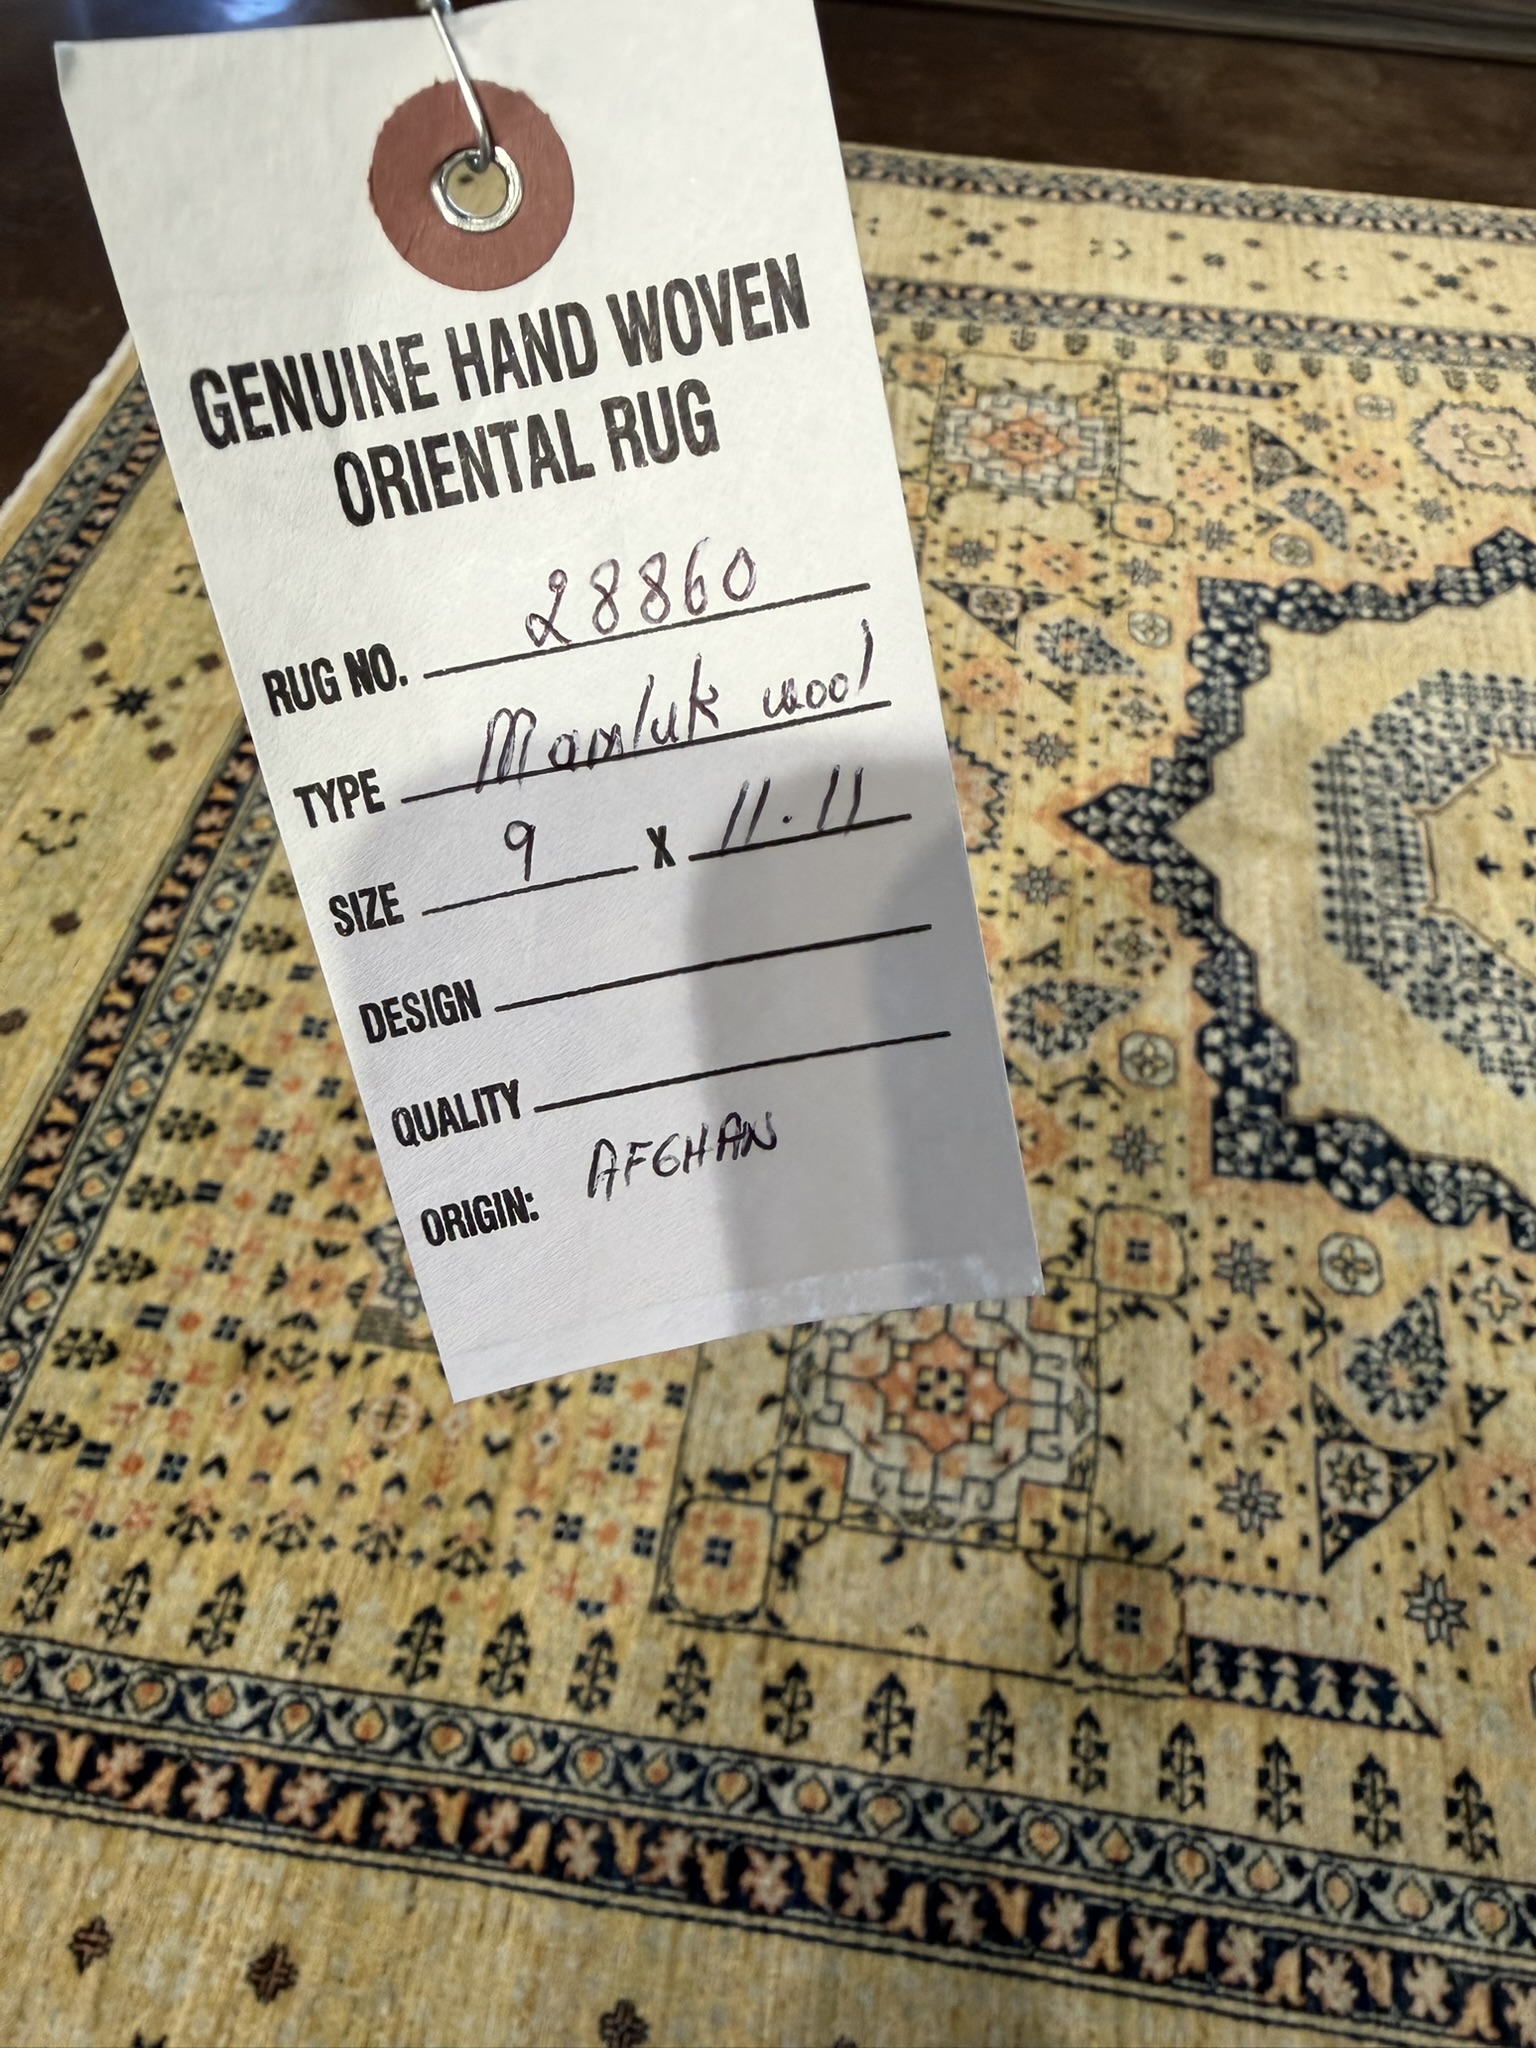 GENUINE HAND WOVEN
ORIENTAL RUG
RUG NO. 28860
TYPE Mamluk wool
SIZE 9 X 11.11
DESIGN
QUALITY
ORIGIN: AFGHAN